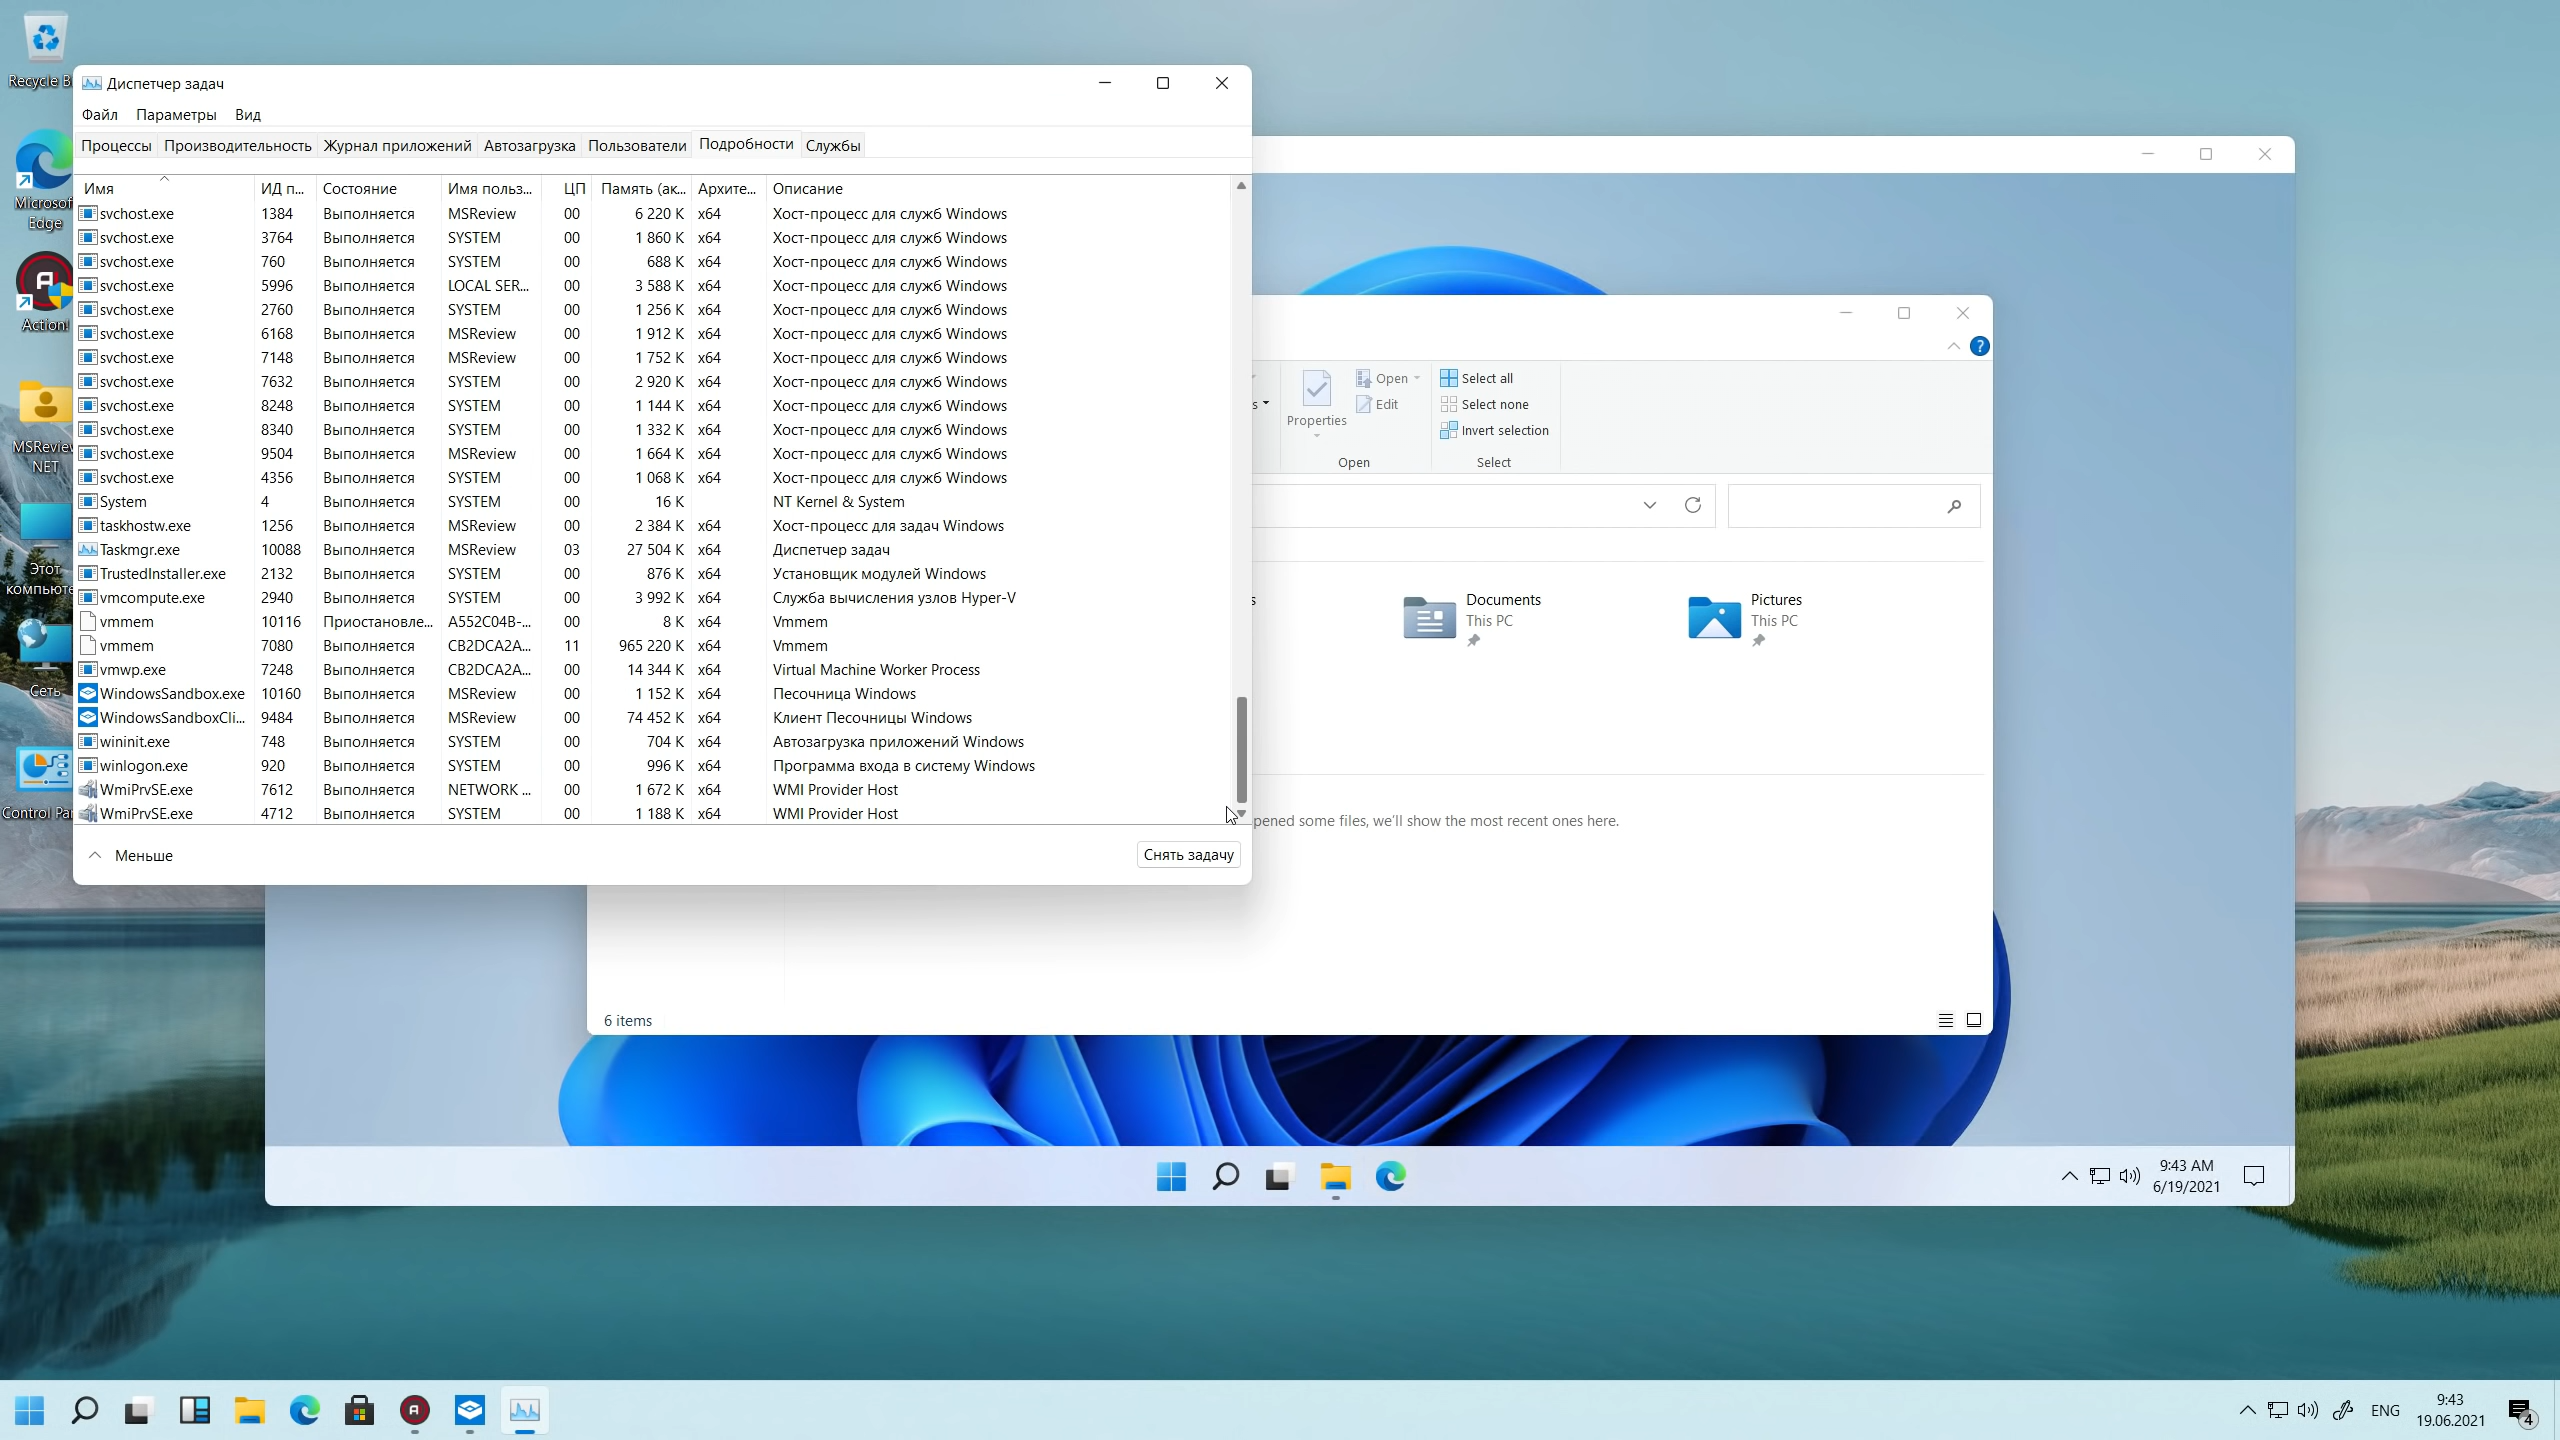 Recycle B
Microsof
Edge
Action!
MSReview
NET
Этот
компьюте
Сеть
Control Pa
Диспетчер задач
Файл Параметры Вид
Процессы Производительность Журнал приложений Автозагрузка Пользователи Подробности Службы
Имя ИД п... Состояние Имя польз... ЦП Память (ак... Архите... Описание
svchost.exe 1384 Выполняется MSReview 00 6 220 K x64 Хост-процесс для служб Windows
svchost.exe 3764 Выполняется SYSTEM 00 1 860 K x64 Хост-процесс для служб Windows
svchost.exe 760 Выполняется SYSTEM 00 688 K x64 Хост-процесс для служб Windows
svchost.exe 5996 Выполняется LOCAL SER... 00 3 588 K x64 Хост-процесс для служб Windows
svchost.exe 2760 Выполняется SYSTEM 00 1 256 K x64 Хост-процесс для служб Windows
svchost.exe 6168 Выполняется MSReview 00 1 912 K x64 Хост-процесс для служб Windows
svchost.exe 7148 Выполняется MSReview 00 1 752 K x64 Хост-процесс для служб Windows
svchost.exe 7632 Выполняется SYSTEM 00 2 920 K x64 Хост-процесс для служб Windows
svchost.exe 8248 Выполняется SYSTEM 00 1 144 K x64 Хост-процесс для служб Windows
svchost.exe 8340 Выполняется SYSTEM 00 1 332 K x64 Хост-процесс для служб Windows
svchost.exe 9504 Выполняется MSReview 00 1 664 K x64 Хост-процесс для служб Windows
svchost.exe 4356 Выполняется SYSTEM 00 1 068 K x64 Хост-процесс для служб Windows
System 4 Выполняется SYSTEM 00 16 K NT Kernel & System
taskhostw.exe 1256 Выполняется MSReview 00 2 384 K x64 Хост-процесс для задач Windows
Taskmgr.exe 10088 Выполняется MSReview 03 27 504 K x64 Диспетчер задач
TrustedInstaller.exe 2132 Выполняется SYSTEM 00 876 K x64 Установщик модулей Windows
vmcompute.exe 2940 Выполняется SYSTEM 00 3 992 K x64 Служба вычисления узлов Hyper-V
vmmem 10116 Приостановле... A552C04B-... 00 8 K x64 Vmmem
vmmem 7080 Выполняется CB2DCA2A... 11 965 220 K x64 Vmmem
vmwp.exe 7248 Выполняется CB2DCA2A... 00 14 344 K x64 Virtual Machine Worker Process
WindowsSandbox.exe 10160 Выполняется MSReview 00 1 152 K x64 Песочница Windows
WindowsSandboxCli... 9484 Выполняется MSReview 00 74 452 K x64 Клиент Песочницы Windows
wininit.exe 748 Выполняется SYSTEM 00 704 K x64 Автозагрузка приложений Windows
winlogon.exe 920 Выполняется SYSTEM 00 996 K x64 Программа входа в систему Windows
WmiPrvSE.exe 7612 Выполняется NETWORK ... 00 1 672 K x64 WMI Provider Host
WmiPrvSE.exe 4712 Выполняется SYSTEM 00 1 188 K x64 WMI Provider Host
Меньше Снять задачу
s Properties Open Edit Select all
Select none
Invert selection
Open Select
s
Documents
This PC
Pictures
This PC
pened some files, we'll show the most recent ones here.
6 items
9:43 AM
6/19/2021
ENG
9:43
19.06.2021
4